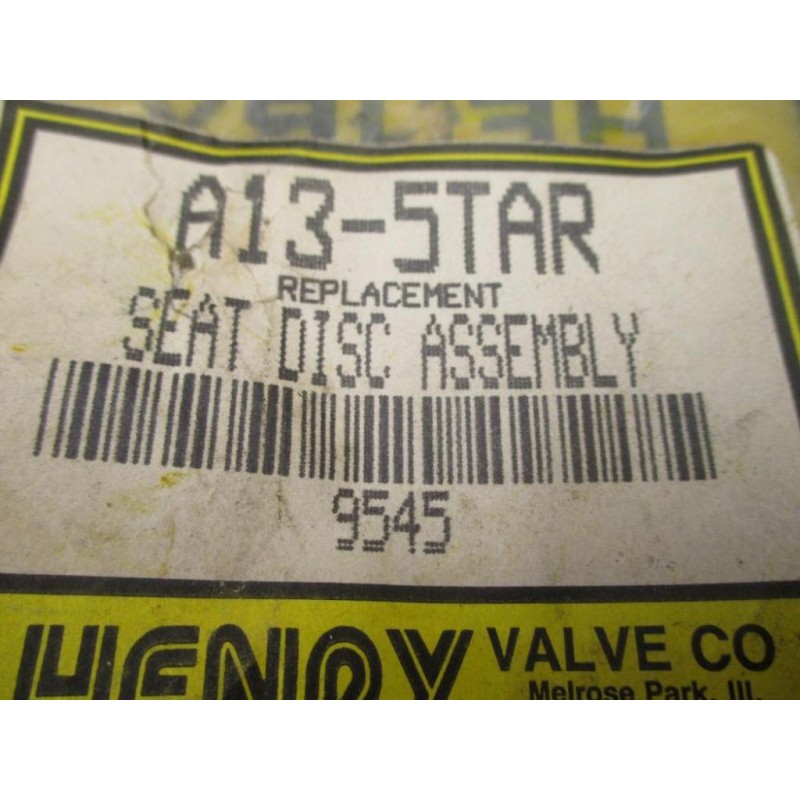 A13-5TAR
REPLACEMENT
SEAT DISC ASSEMBLY
9545
HENRY VALVE CO
Melrose Park, Ill.